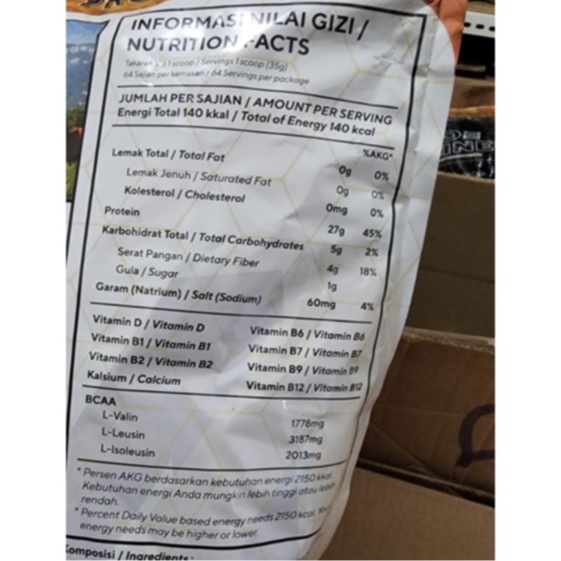 INFORMASI NILAI GIZI /
NUTRITION FACTS
1 scoop / Servings 1 scoop (35g)
64 Sajian per kemasan / 64 Servings per package
JUMLAH PER SAJIAN / AMOUNT PER SERVING
Energi Total 140 kkal / Total of Energy 140 kcal
%AKG*
Lemak Total / Total Fat 0g 0%
Lemak Jenuh / Saturated Fat 0g 0%
Kolesterol / Cholesterol 0mg 0%
Protein 27g 45%
Karbohidrat Total / Total Carbohydrates 5g 2%
Serat Pangan / Dietary Fiber 4g 18%
Gula / Sugar 1g
Garam (Natrium) / Salt (Sodium) 60mg 4%
Vitamin D / Vitamin D Vitamin B6 / Vitamin B6
Vitamin B1 / Vitamin B1 Vitamin B7 / Vitamin B7
Vitamin B2 / Vitamin B2 Vitamin B9 / Vitamin B9
Kalsium / Calcium Vitamin B12 / Vitamin B12
BCAA
L-Valin 1778mg
L-Leusin 3187mg
L-Isoleusin 2013mg
* Persen AKG berdasarkan kebutuhan energi 2150 kkal.
Kebutuhan energi Anda mungkin lebih tinggi atau lebih
rendah.
* Percent Daily Value based energy needs 2150 kcal. Your
energy needs may be higher or lower.
Komposisi / Ingredients :